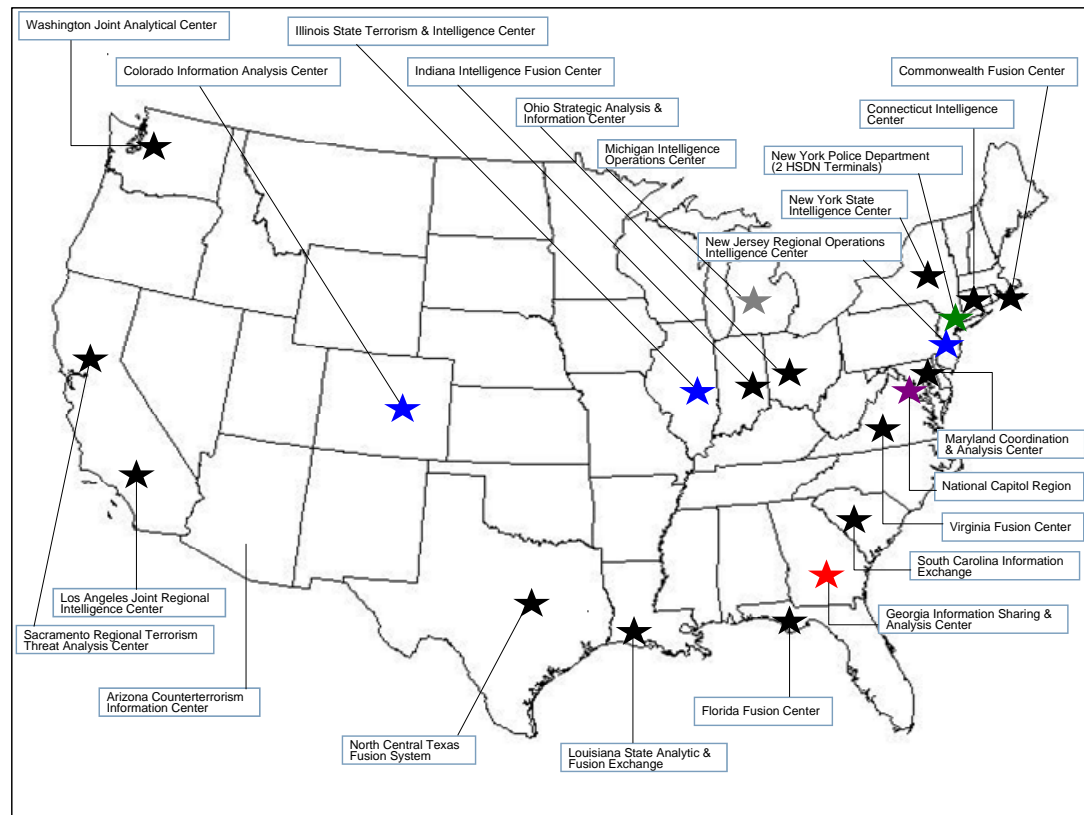 Washington Joint Analytical Center
Illinois State Terrorism & Intelligence Center
Colorado Information Analysis Center
Indiana Intelligence Fusion Center
Commonwealth Fusion Center
Ohio Strategic Analysis &
Information Center
Connecticut Intelligence
Center
Michigan Intelligence
Operations Center
New York Police Department
(2 HSDN Terminals)
New York State
Intelligence Center
New Jersey Regional Operations
Intelligence Center
Maryland Coordination
& Analysis Center
National Capitol Region
Virginia Fusion Center
South Carolina Information
Exchange
Georgia Information Sharing &
Analysis Center
Los Angeles Joint Regional
Intelligence Center
Sacramento Regional Terrorism
Threat Analysis Center
Arizona Counterterrorism
Information Center
Florida Fusion Center
North Central Texas
Fusion System
Louisiana State Analytic &
Fusion Exchange